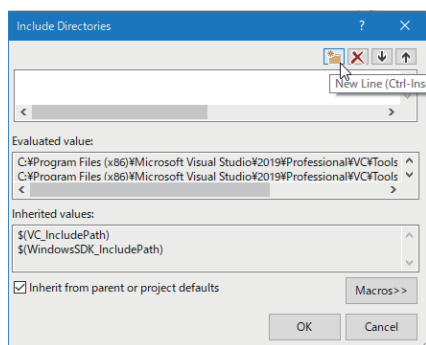 Include Directories
New Line (Ctrl-Ins
Evaluated value:
C:¥Program Files (x86)¥Microsoft Visual Studio¥2019¥Professional¥VC¥Tools
C:¥Program Files (x86)¥Microsoft Visual Studio¥2019¥Professional¥VC¥Tools
Inherited values:
$(VC_IncludePath)
$(WindowsSDK_IncludePath)
Inherit from parent or project defaults
Macros>>
OK
Cancel